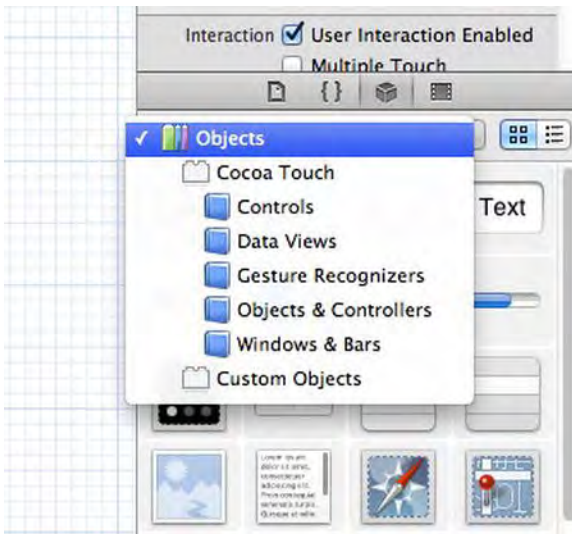 Interaction User Interaction Enabled
Multiple Touch
{}
Objects
Cocoa Touch
Controls
Text
Data Views
Gesture Recognizers
Objects & Controllers
Windows & Bars
Custom Objects